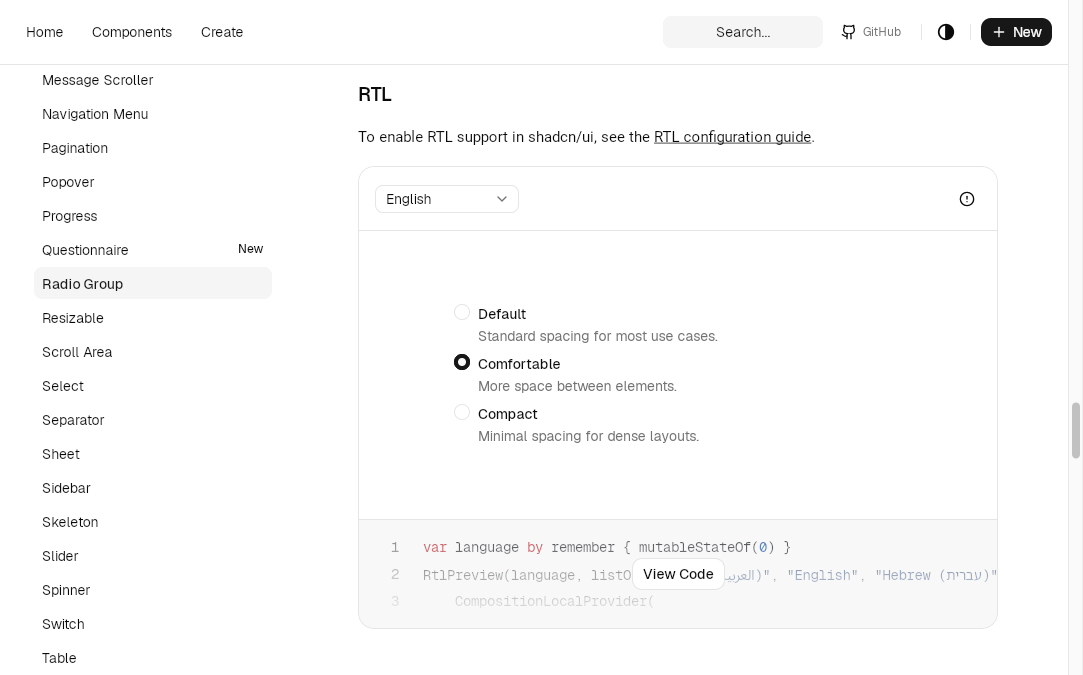 Home Components Create Search... GitHub New
Message Scroller
Navigation Menu
Pagination
Popover
Progress
Questionnaire New
Radio Group
Resizable
Scroll Area
Select
Separator
Sheet
Sidebar
Skeleton
Slider
Spinner
Switch
Table
RTL
To enable RTL support in shadcn/ui, see the RTL configuration guide.
English
Default
Standard spacing for most use cases.
Comfortable
More space between elements.
Compact
Minimal spacing for dense layouts.
1 var language by remember { mutableStateOf(0) }
2 RtlPreview(language, listO )", "English", "Hebrew (עברית)"
View Code
3 CompositionLocalProvider(